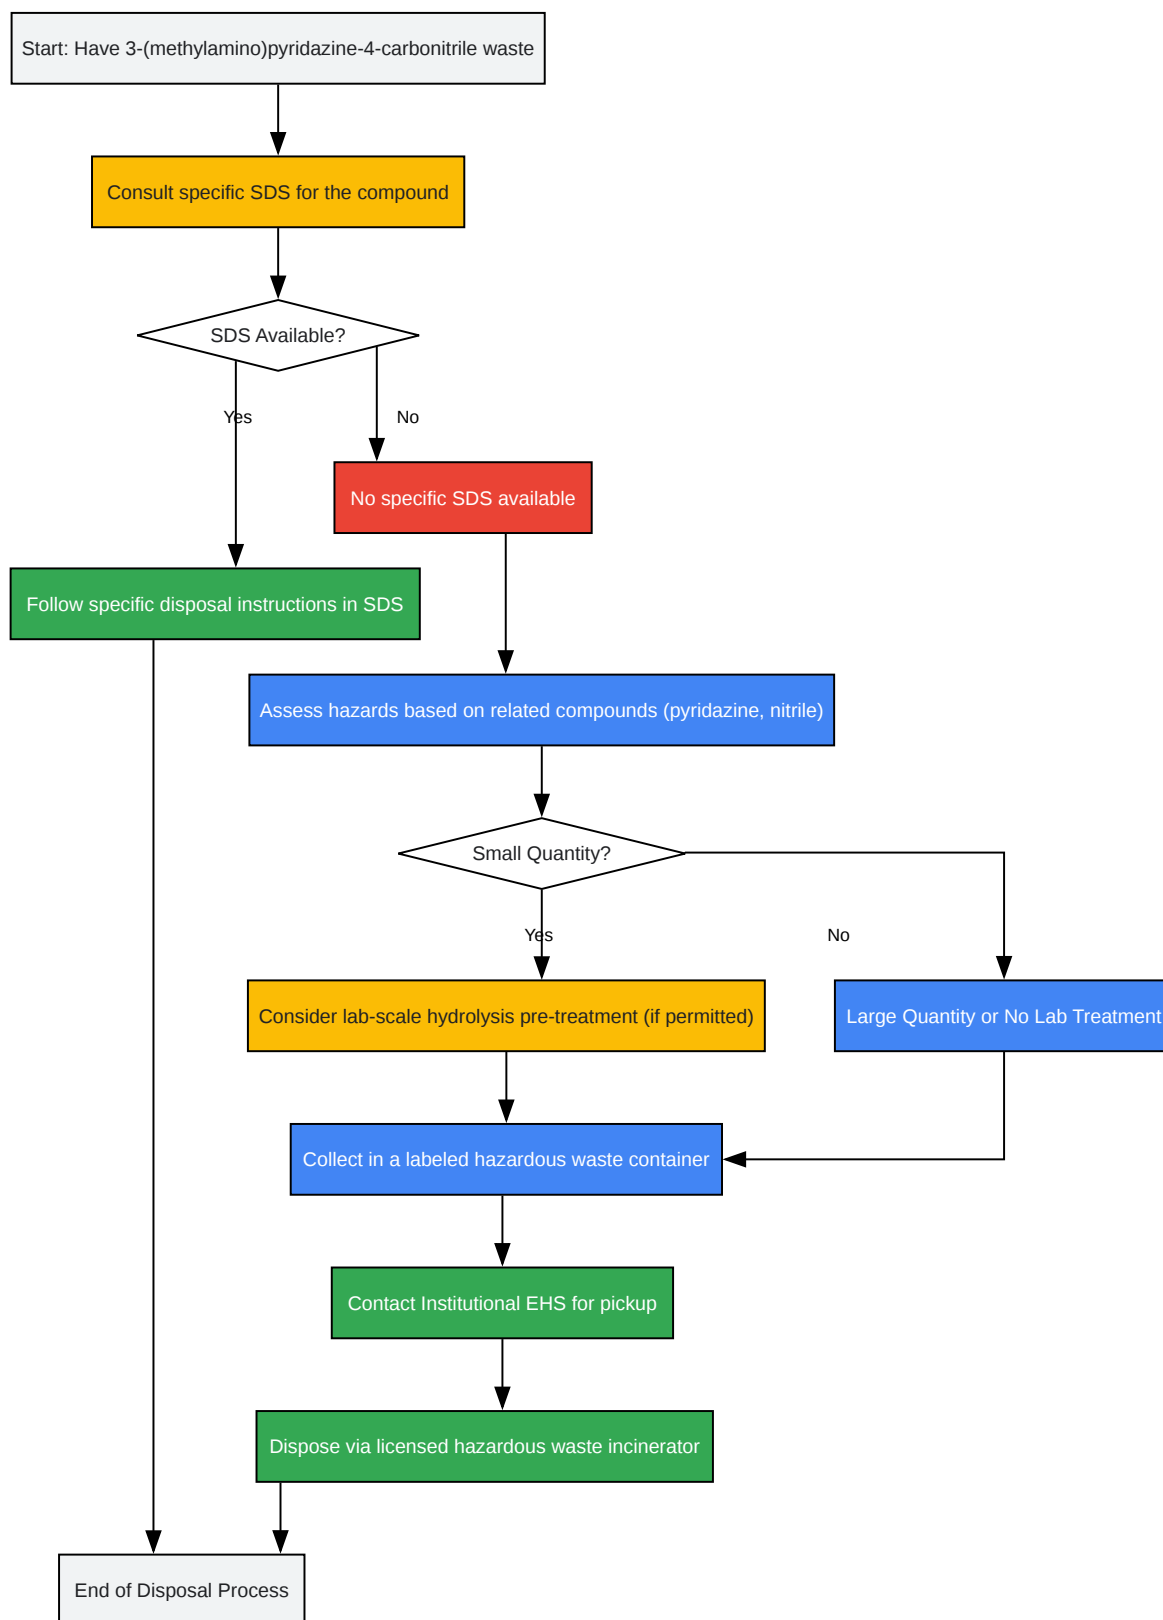 Start: Have 3-(methylamino)pyridazine-4-carbonitrile waste
Consult specific SDS for the compound
SDS Available?
Yes
No
No specific SDS available
Follow specific disposal instructions in SDS
Assess hazards based on related compounds (pyridazine, nitrile)
Small Quantity?
Yes
No
Consider lab-scale hydrolysis pre-treatment (if permitted)
Large Quantity or No Lab Treatment
Collect in a labeled hazardous waste container
Contact Institutional EHS for pickup
Dispose via licensed hazardous waste incinerator
End of Disposal Process